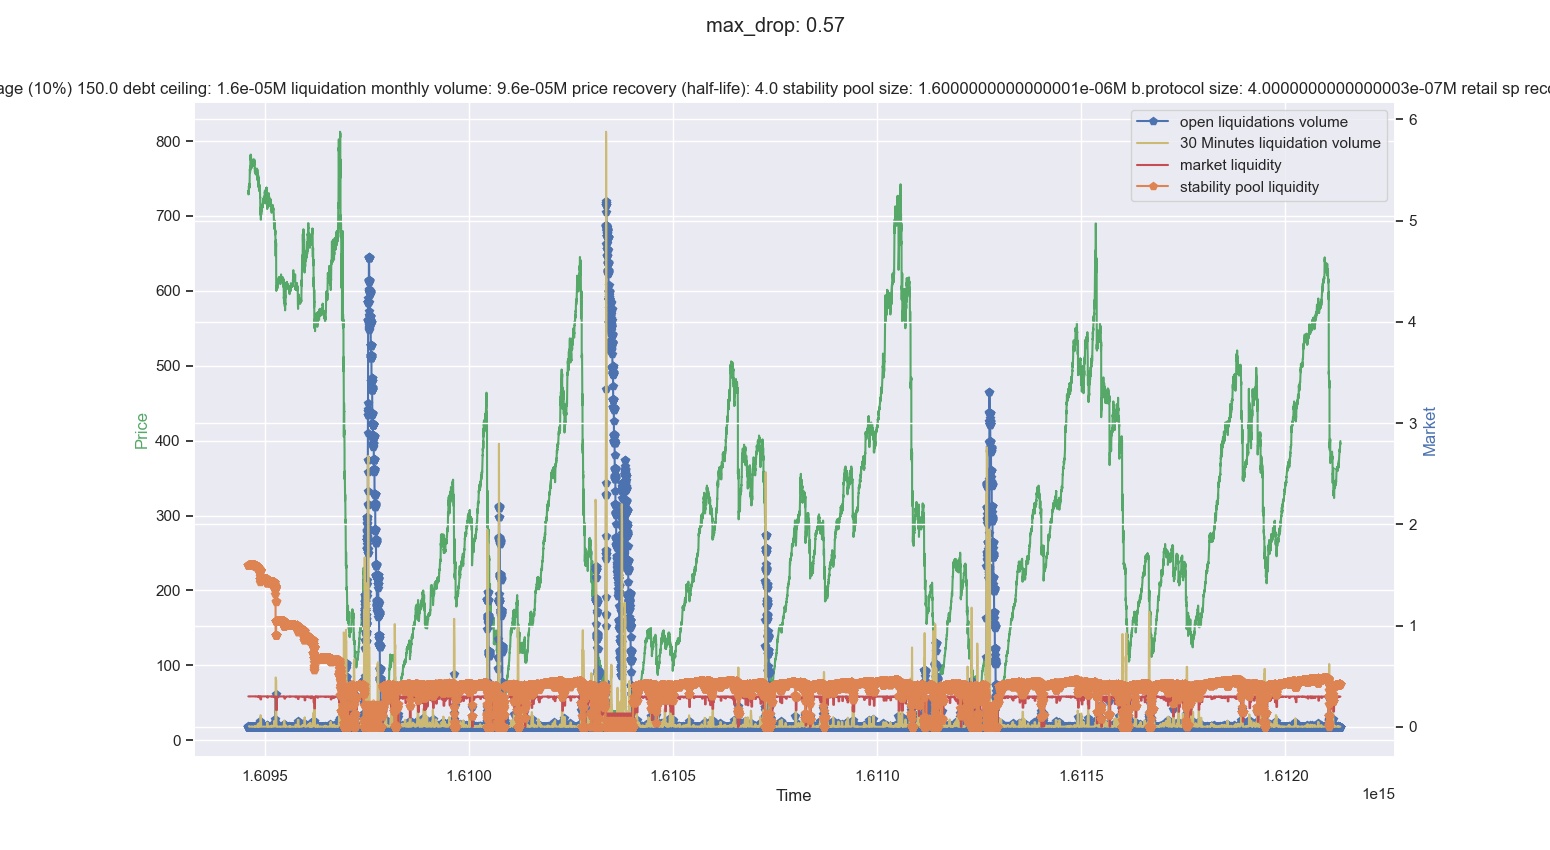 max_drop: 0.57
age (10%) 150.0 debt ceiling: 1.6e-05M liquidation monthly volume: 9.6e-05M price recovery (half-life): 4.0 stability pool size: 1.6000000000000001e-06M b.protocol size: 4.0000000000000003e-07M retail sp reco
open liquidations volume
30 Minutes liquidation volume
market liquidity
stability pool liquidity
800
700
600
500
400
300
200
100
0
Price
6
5
4
3
2
1
0
Market
1.6095 1.6100 1.6105 1.6110 1.6115 1.6120
Time
1e15